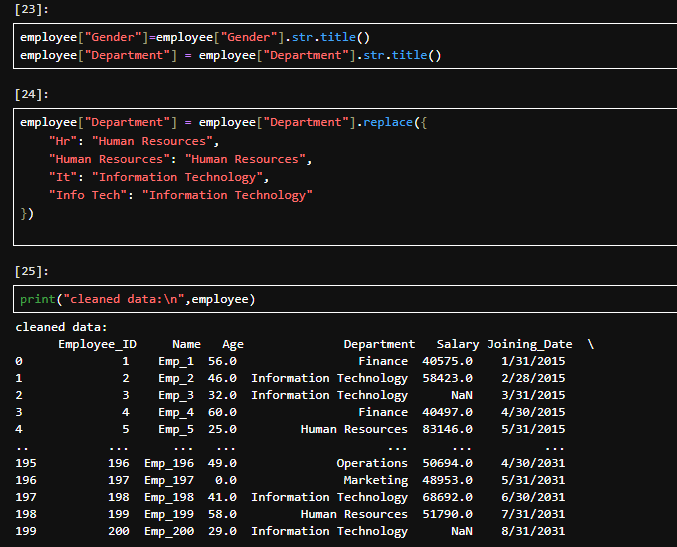 [23]:
employee["Gender"]=employee["Gender"].str.title()
employee["Department"] = employee["Department"].str.title()
[24]:
employee["Department"] = employee["Department"].replace({
    "Hr": "Human Resources",
    "Human Resources": "Human Resources",
    "It": "Information Technology",
    "Info Tech": "Information Technology"
})
[25]:
print("cleaned data:\n",employee)
cleaned data:
      Employee_ID     Name   Age              Department   Salary Joining_Date  \
0               1    Emp_1  56.0                 Finance  40575.0    1/31/2015
1               2    Emp_2  46.0  Information Technology  58423.0    2/28/2015
2               3    Emp_3  32.0  Information Technology      NaN    3/31/2015
3               4    Emp_4  60.0                 Finance  40497.0    4/30/2015
4               5    Emp_5  25.0         Human Resources  83146.0    5/31/2015
..            ...      ...   ...                     ...      ...          ...
195           196  Emp_196  49.0              Operations  50694.0    4/30/2031
196           197  Emp_197   0.0               Marketing  48953.0    5/31/2031
197           198  Emp_198  41.0  Information Technology  68692.0    6/30/2031
198           199  Emp_199  58.0         Human Resources  51790.0    7/31/2031
199           200  Emp_200  29.0  Information Technology      NaN    8/31/2031